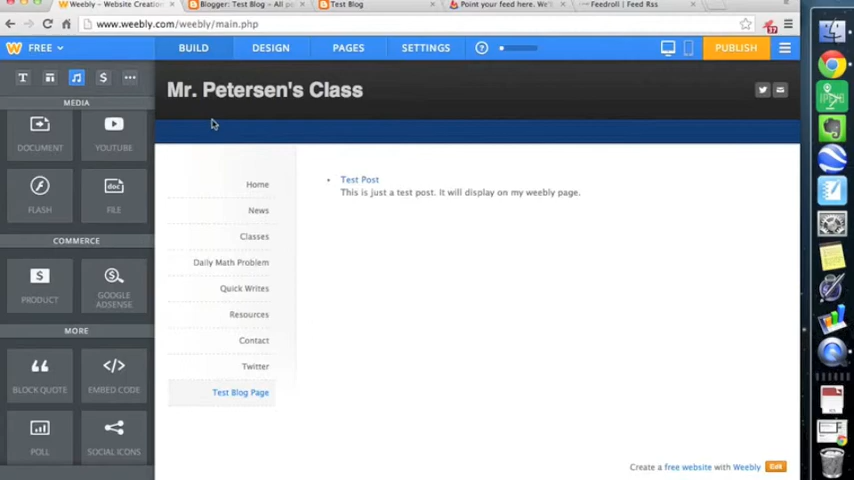 Weebly - Website Creation
Blogger: Test Blog - All po
Test Blog
Point your feed here. We'll
Feedroll | Feed Rss
www.weebly.com/weebly/main.php
37
FREE
BUILD
DESIGN
PAGES
SETTINGS
?
PUBLISH
T
$
MEDIA
DOCUMENT
YOUTUBE
FLASH
doc
FILE
COMMERCE
$
PRODUCT
$
GOOGLE
ADSENSE
MORE
BLOCK QUOTE
</>
EMBED CODE
POLL
SOCIAL ICONS
Mr. Petersen's Class
Home
News
Classes
Daily Math Problem
Quick Writes
Resources
Contact
Twitter
Test Blog Page
• Test Post
This is just a test post. It will display on my weebly page.
Create a free website with Weebly
Edit